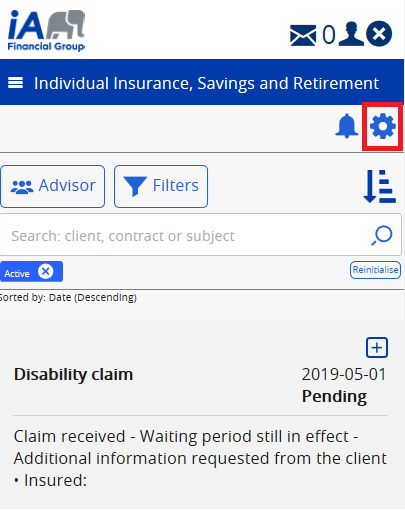 iA
Financial Group
0
Individual Insurance, Savings and Retirement
Advisor
Filters
Search: client, contract or subject
Active
Reinitialise
Sorted by: Date (Descending)
Disability claim
2019-05-01
Pending
Claim received - Waiting period still in effect -
Additional information requested from the client
• Insured: